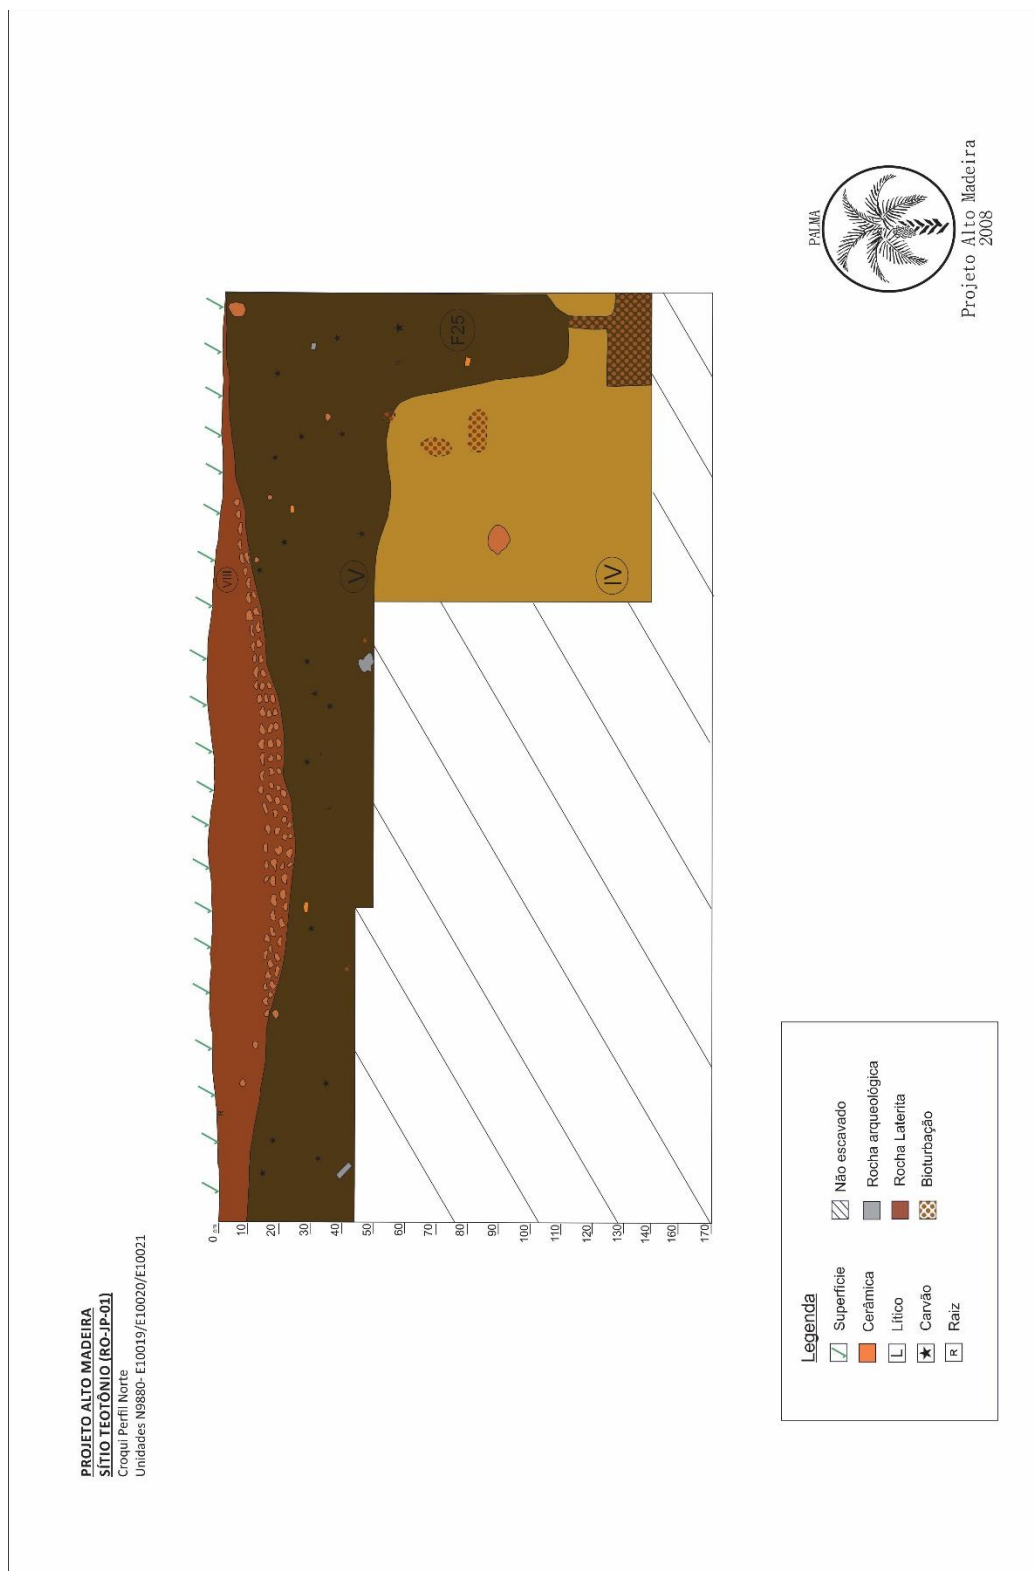 PROJETO ALTO MADEIRA
SÍTIO TEOTÔNIO (RO-JP-01)
Croqui Perfil Norte
Unidades N9880- E10019/E10020/E10021
0
10
20
30
40
50
60
70
80
90
100
110
120
130
140
160
170
VIII
V
IV
F25
R
Legenda
Superfície
Cerâmica
L Lítico
Carvão
R Raiz
Não escavado
Rocha arqueológica
Rocha Laterita
Bioturbação
PALMA
Projeto Alto Madeira
2008